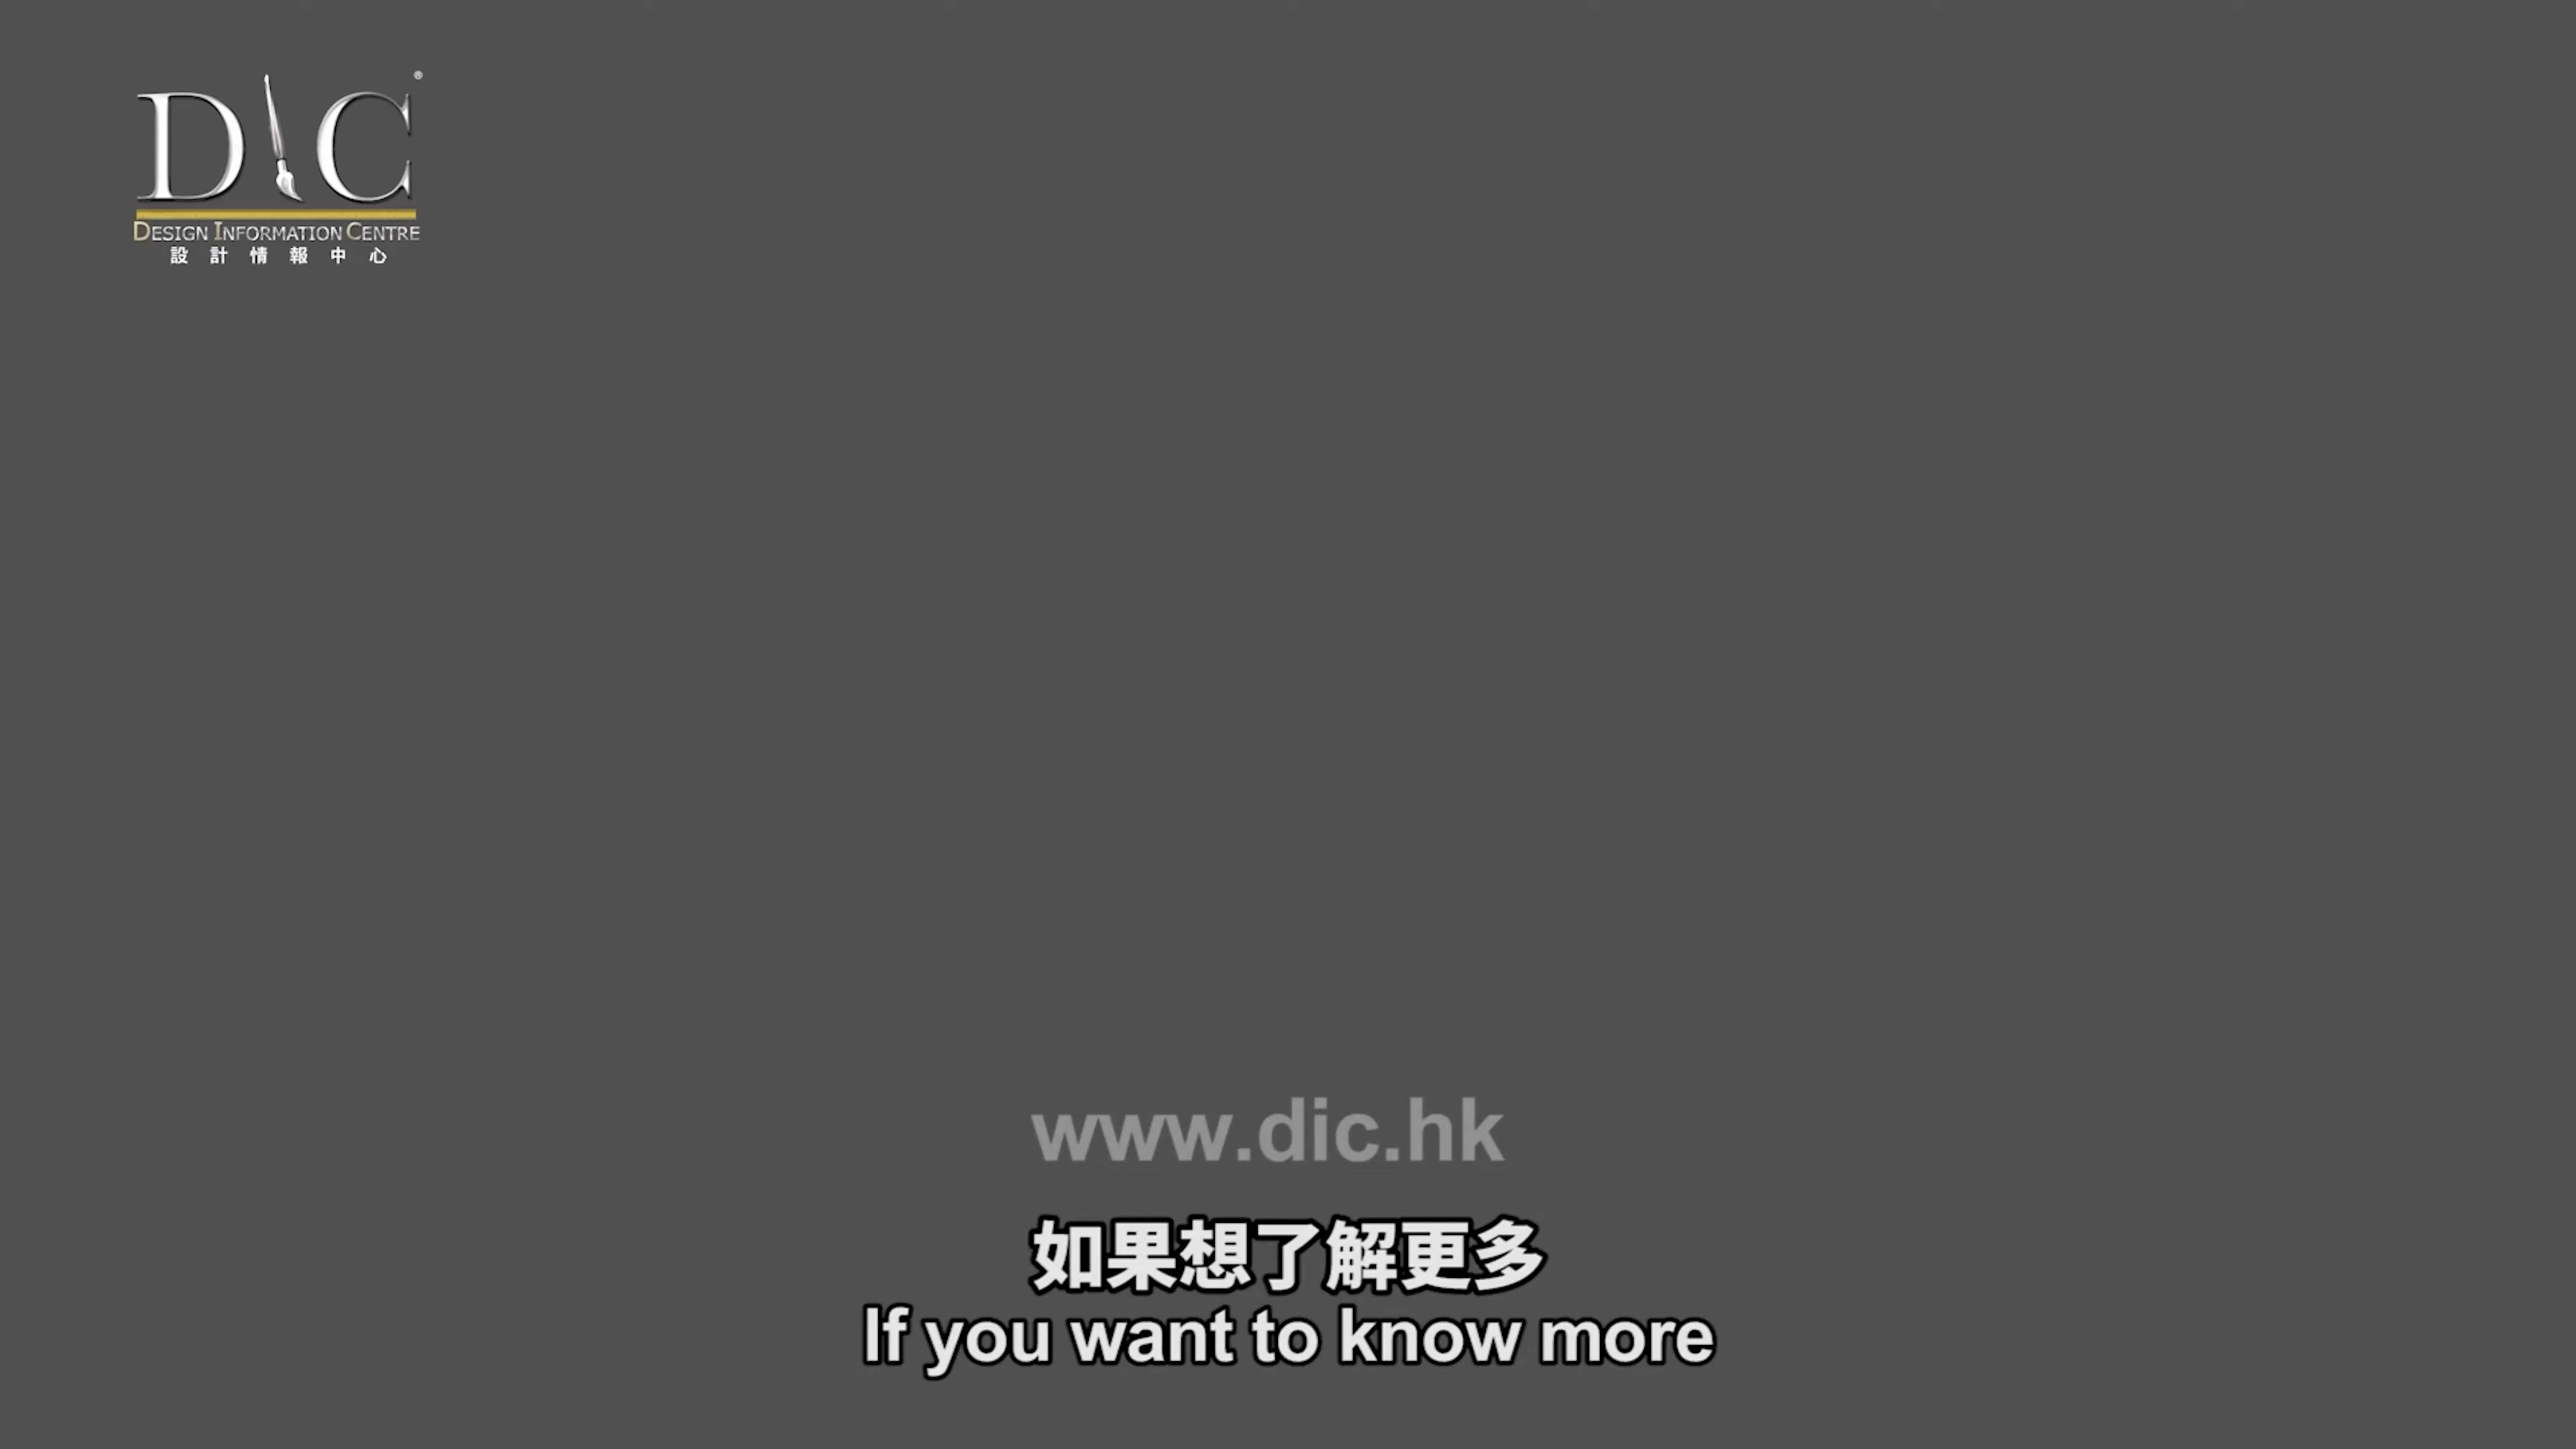 DIC®
DESIGN INFORMATION CENTRE
設計情報中心
www.dic.hk
如果想了解更多
If you want to know more